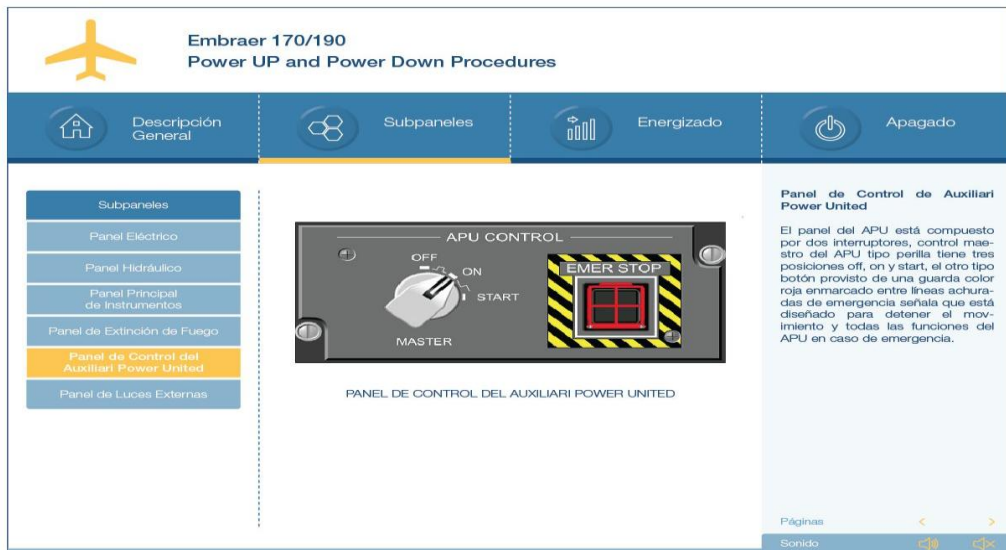 Embraer 170/190
Power UP and Power Down Procedures
Descripción
General
Subpaneles
Energizado
Apagado
Subpaneles
Panel Eléctrico
Panel Hidráulico
Panel Principal
de Instrumentos
Panel de Extinción de Fuego
Panel de Control del
Auxiliari Power United
Panel de Luces Externas
APU CONTROL
OFF
ON
START
MASTER
EMER STOP
PANEL DE CONTROL DEL AUXILIARI POWER UNITED
Panel de Control de Auxiliari
Power United
El panel del APU está compuesto
por dos interruptores, control mae-
stro del APU tipo perilla tiene tres
posiciones off, on y start, el otro tipo
botón provisto de una guarda color
roja enmarcado entre líneas achura-
das de emergencia señala que está
diseñado para detener el mov-
imiento y todas las funciones del
APU en caso de emergencia.
Páginas
Sonido